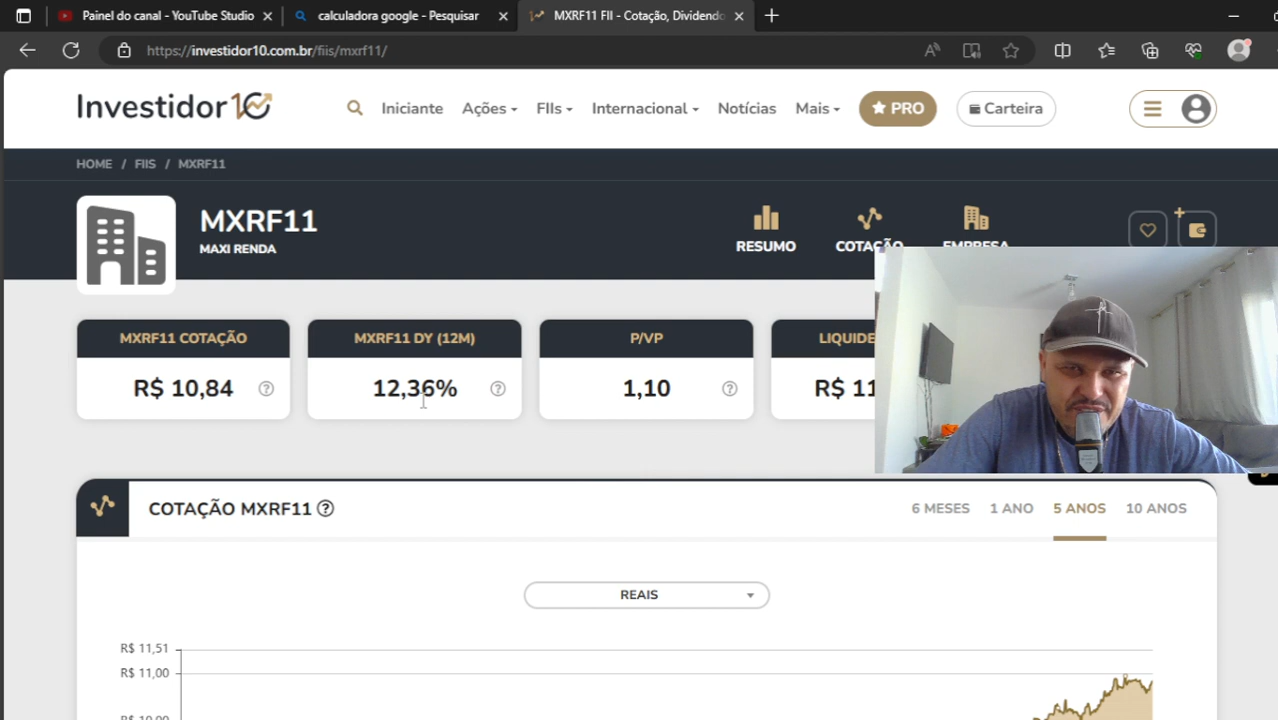 Painel do canal - YouTube Studio
calculadora google - Pesquisar
MXRF11 FII - Cotação, Dividendo
https://investidor10.com.br/fiis/mxrf11/
Investidor10
Iniciante
Ações
FIIs
Internacional
Notícias
Mais
PRO
Carteira
HOME / FIIS / MXRF11
MXRF11
MAXI RENDA
RESUMO
COTAÇÃO
EMPRESA
MXRF11 COTAÇÃO
MXRF11 DY (12M)
P/VP
LIQUIDE
R$ 10,84
12,36%
1,10
R$ 11
COTAÇÃO MXRF11
6 MESES
1 ANO
5 ANOS
10 ANOS
REAIS
R$ 11,51
R$ 11,00